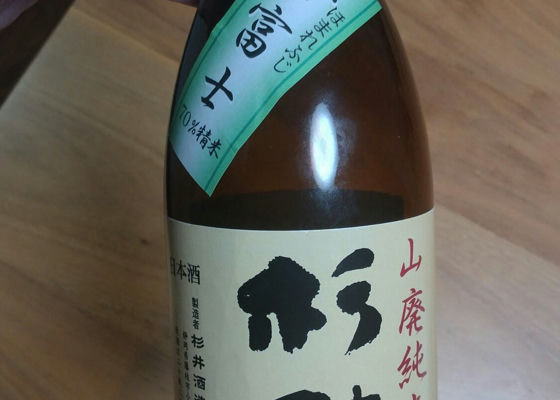 ほまれふじ
富士
70%精米
山廃純
杉
日本酒
製造者 杉井酒造